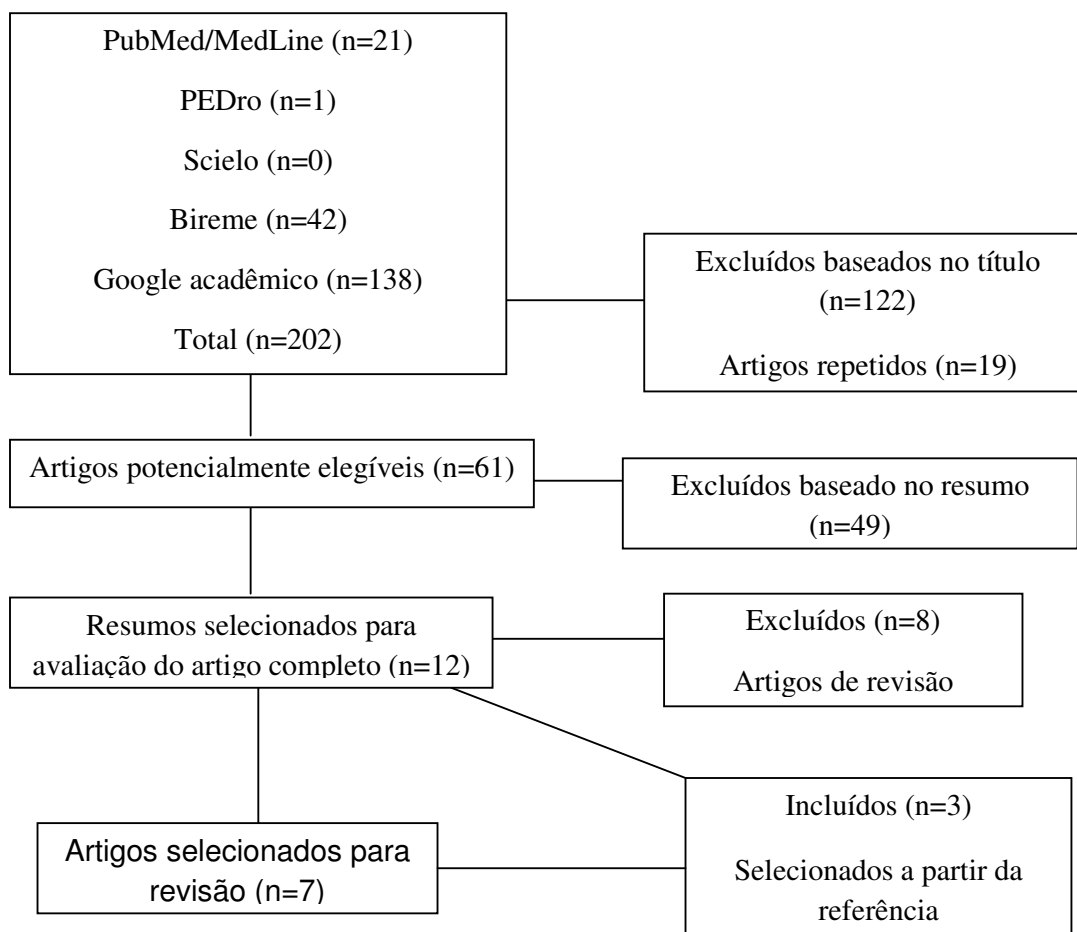 PubMed/MedLine (n=21)
PEDro (n=1)
Scielo (n=0)
Bireme (n=42)
Google acadêmico (n=138)
Total (n=202)
Excluídos baseados no título
(n=122)
Artigos repetidos (n=19)
Artigos potencialmente elegíveis (n=61)
Excluídos baseado no resumo
(n=49)
Resumos selecionados para
avaliação do artigo completo (n=12)
Excluídos (n=8)
Artigos de revisão
Incluídos (n=3)
Selecionados a partir da
referência
Artigos selecionados para
revisão (n=7)